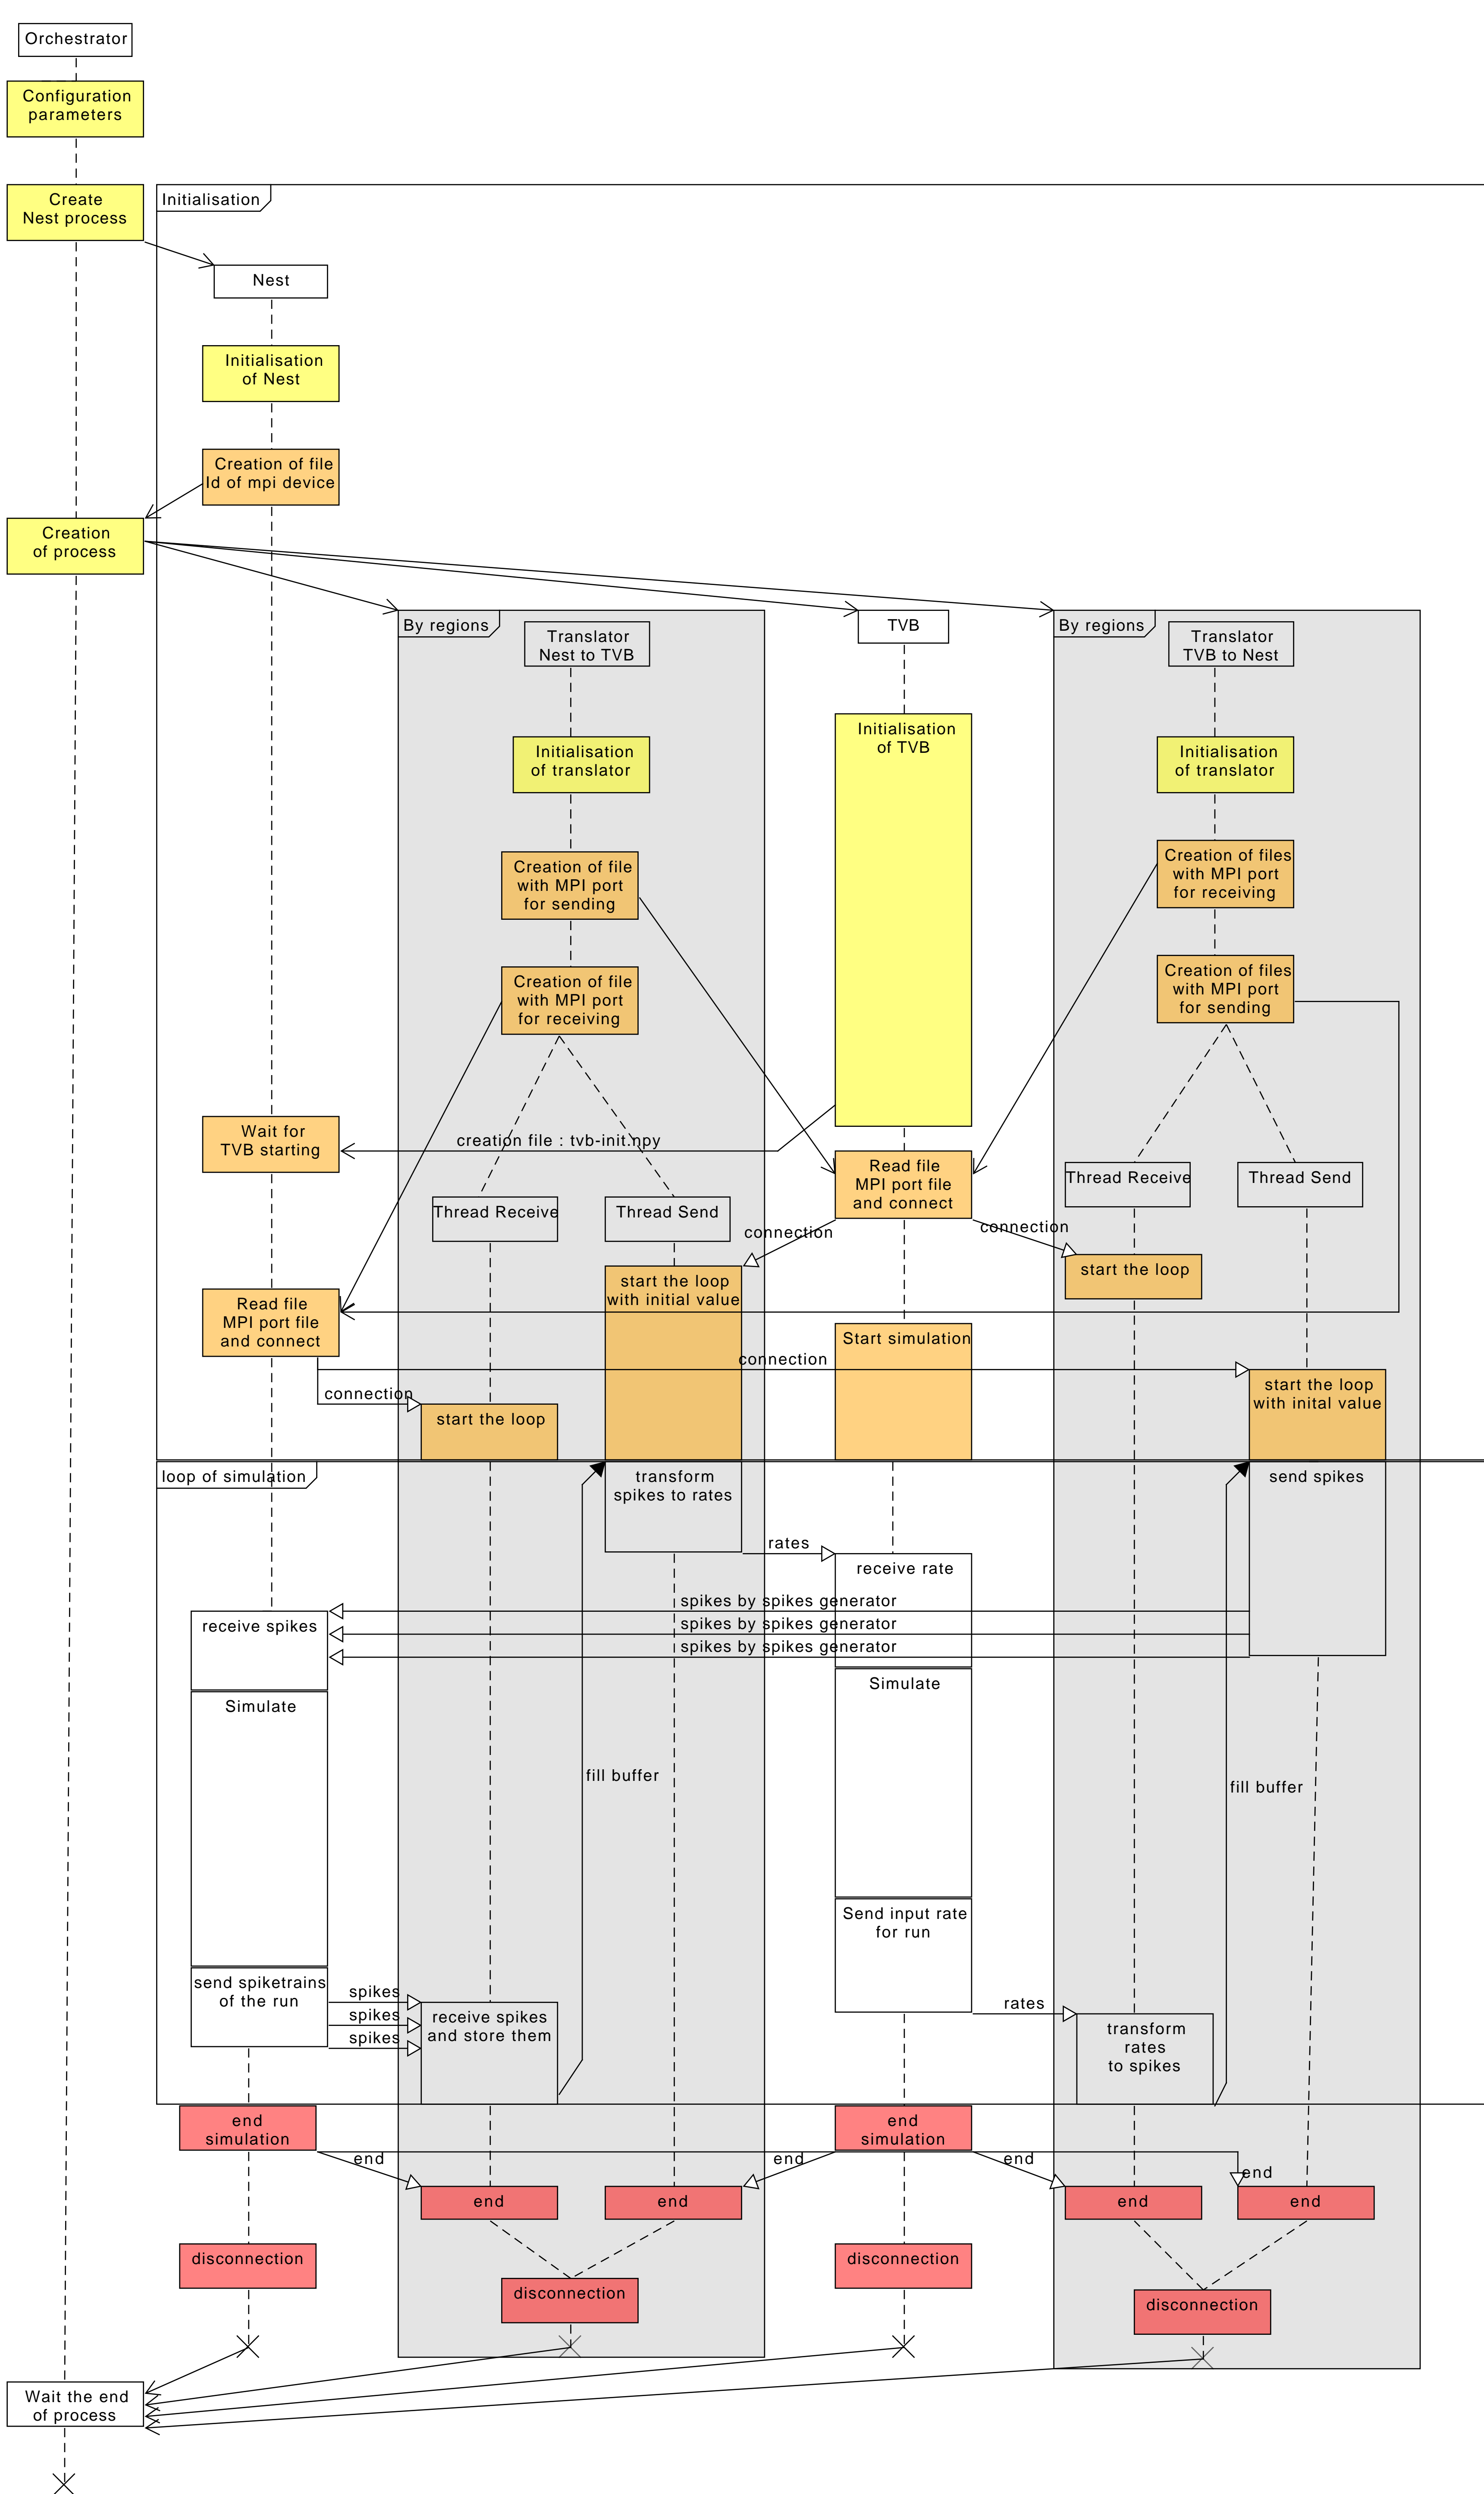 Orchestrator
Configuration
parameters
Create
Nest process
Initialisation
Nest
Initialisation
of Nest
Creation of file
Id of mpi device
Creation
of process
By regions
Translator
Nest to TVB
TVB
By regions
Translator
TVB to Nest
Initialisation
of TVB
Initialisation
of translator
Initialisation
of translator
Creation of file
with MPI port
for sending
Creation of files
with MPI port
for receiving
Creation of file
with MPI port
for receiving
Creation of files
with MPI port
for sending
Wait for
TVB starting
creation file : tvb-init.npy
Read file
MPI port file
and connect
Thread Receive
Thread Send
Thread Receive
Thread Send
connection
connection
start the loop
start the loop
with initial value
Read file
MPI port file
and connect
Start simulation
connection
start the loop
with inital value
connection
start the loop
loop of simulation
transform
spikes to rates
send spikes
rates
receive rate
spikes by spikes generator
spikes by spikes generator
spikes by spikes generator
receive spikes
Simulate
Simulate
fill buffer
fill buffer
Send input rate
for run
send spiketrains
of the run
spikes
spikes
spikes
receive spikes
and store them
rates
transform
rates
to spikes
end
simulation
end
simulation
end
end
end
end
end
end
end
end
disconnection
disconnection
disconnection
disconnection
Wait the end
of process